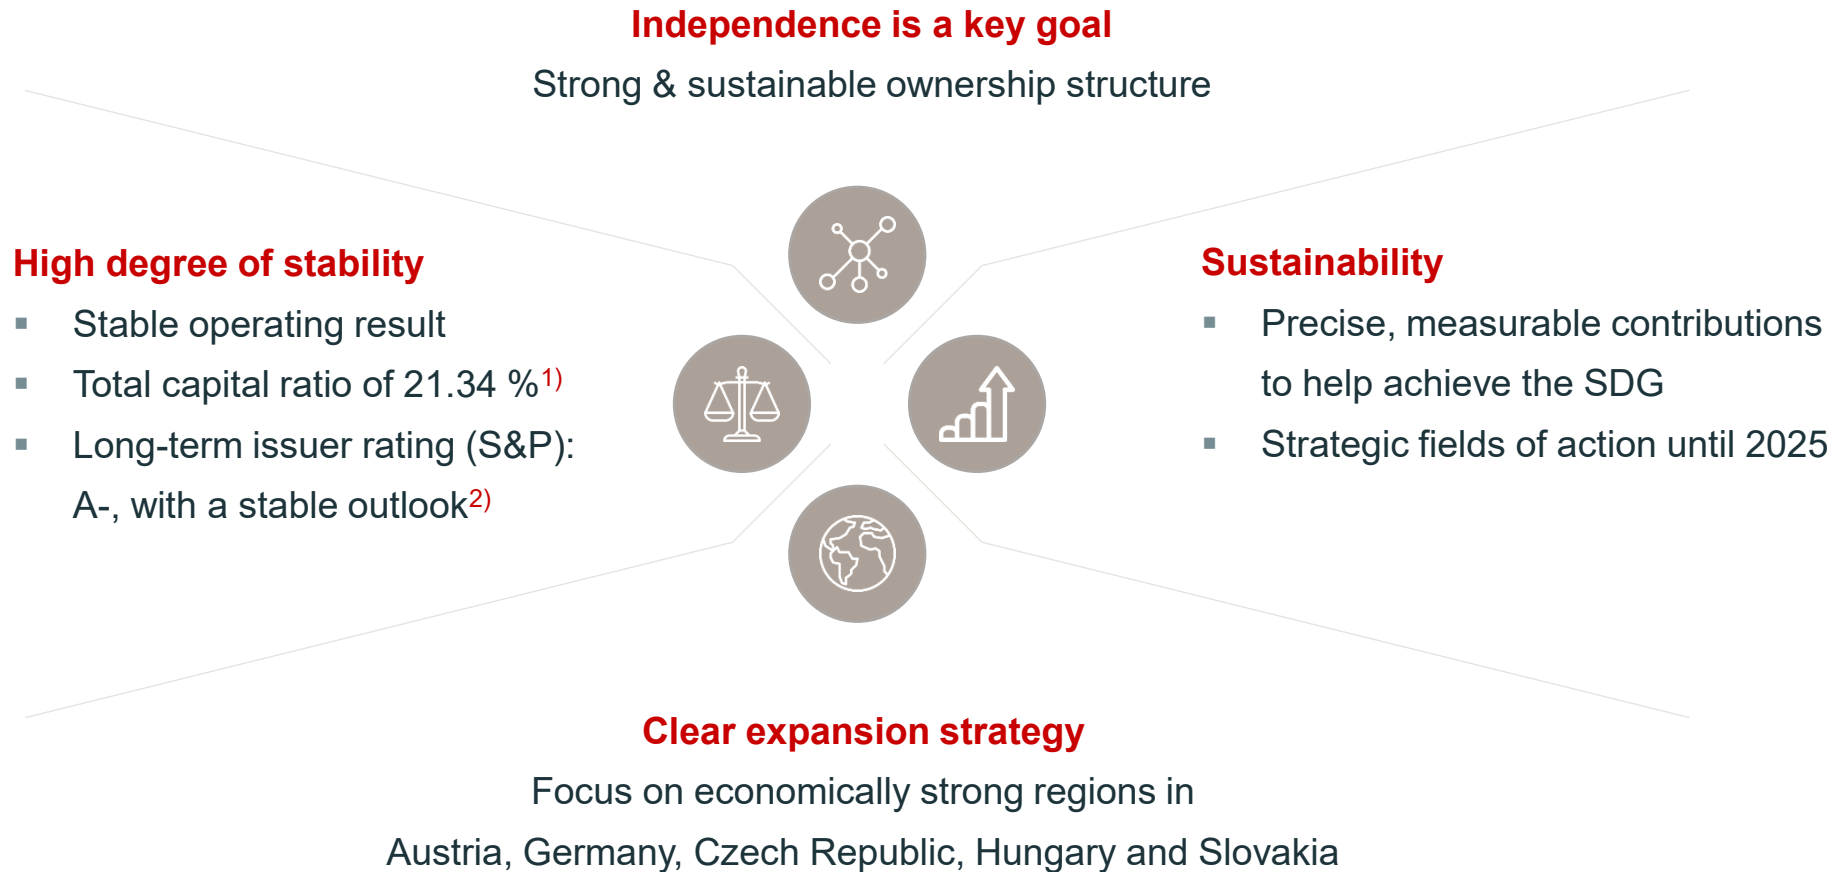 Independence is a key goal
Strong & sustainable ownership structure
High degree of stability
▪ Stable operating result
▪ Total capital ratio of 21.34 %1)
▪ Long-term issuer rating (S&P):
A-, with a stable outlook2)
Sustainability
▪ Precise, measurable contributions
to help achieve the SDG
▪ Strategic fields of action until 2025
Clear expansion strategy
Focus on economically strong regions in
Austria, Germany, Czech Republic, Hungary and Slovakia